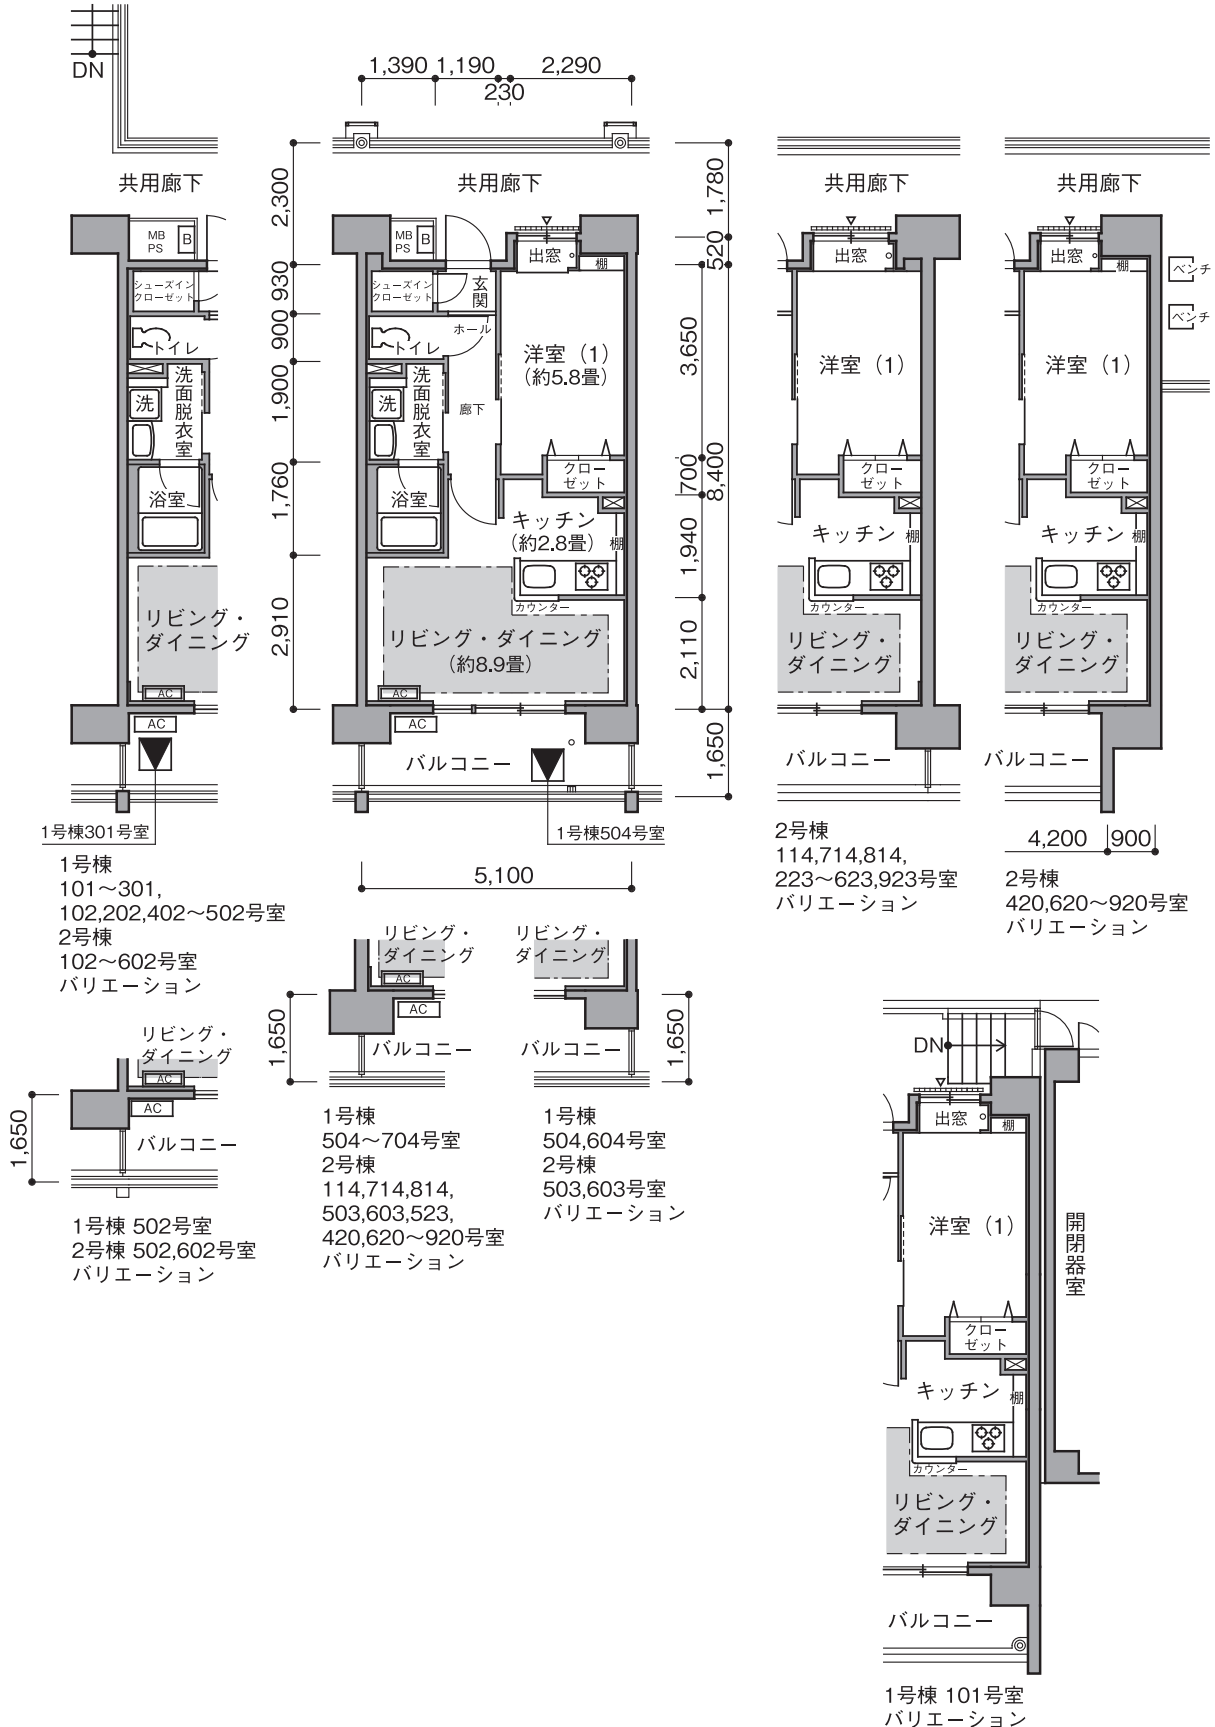 DN
1,390
1,190
2,290
230
共用廊下
共用廊下
共用廊下
共用廊下
2,300
930
900
1,900
1,760
2,910
1,780
520
3,650
700
8,400
1,940
2,110
1,650
MB
PS
B
シューズイン
クローゼット
トイレ
洗
洗面脱衣室
浴室
リビング・
ダイニング
AC
AC
1号棟301号室
1号棟
101〜301,
102,202,402〜502号室
2号棟
102〜602号室
バリエーション
MB
PS
B
シューズイン
クローゼット
玄関
ホール
トイレ
洗
洗面脱衣室
廊下
浴室
出窓
棚
洋室（1）
（約5.8畳）
クロー
ゼット
キッチン
（約2.8畳）
棚
カウンター
リビング・ダイニング
（約8.9畳）
AC
AC
バルコニー
1号棟504号室
5,100
出窓
洋室（1）
クロー
ゼット
キッチン
棚
カウンター
リビング・
ダイニング
バルコニー
2号棟
114,714,814,
223〜623,923号室
バリエーション
出窓
棚
ベンチ
ベンチ
洋室（1）
クロー
ゼット
キッチン
棚
カウンター
リビング・
ダイニング
バルコニー
4,200
900
2号棟
420,620〜920号室
バリエーション
リビング・
ダイニング
AC
AC
バルコニー
1,650
1号棟 502号室
2号棟 502,602号室
バリエーション
リビング・
ダイニング
AC
AC
バルコニー
1,650
1号棟
504〜704号室
2号棟
114,714,814,
503,603,523,
420,620〜920号室
バリエーション
リビング・
ダイニング
バルコニー
1,650
1号棟
504,604号室
2号棟
503,603号室
バリエーション
DN
出窓
棚
洋室（1）
開閉器室
クロー
ゼット
キッチン
棚
カウンター
リビング・
ダイニング
バルコニー
1号棟 101号室
バリエーション